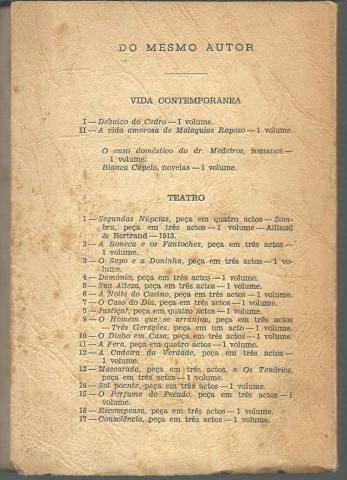 DO MESMO AUTOR
VIDA CONTEMPORÂNEA
I — Debaixo do Cedro — 1 volume.
II — A vida amorosa de Malaquias Raposo — 1 volume.
O caso doméstico do dr. Medeiros, romance —
1 volume.
Bianca Capelo, novelas — 1 volume.
TEATRO
1 — Segundas Núpcias, peça em quatro actos — Som-
bra, peça em três actos — 1 volume — Aillaud
& Bertrand — 1913.
2 — A Boneca e os Fantoches, peça em três actos —
1 volume.
3 — O Sapo e a Doninha, peça em três actos — 1 vo-
lume.
4 — Demónio, peça em três actos — 1 volume.
5 — Sua Alteza, peça em três actos — 1 volume.
6 — A Noite do Casino, peça em três actos — 1 volume.
7 — O Caso do Dia, peça em três actos — 1 volume.
8 — Justiça!, peça em quatro actos — 1 volume.
9 — O Homem que se arranjou, peça em três actos
— Três Gerações, peça em um acto — 1 volume.
10 — O Diabo em Casa, peça em três actos — 1 volume.
11 — A Fera, peça em quatro actos — 1 volume.
12 — A Cadeira da Verdade, peça em três actos —
1 volume.
13 — Mascarada, peça em três actos, e Os Tenórios,
peça em três actos — 1 volume.
14 — Sol poente, peça em três actos — 1 volume.
15 — O Perfume do Pecado, peça em três actos — 1
volume.
16 — Recompensa, peça em três actos — 1 volume.
17 — Consciência, peça em três actos — 1 volume.